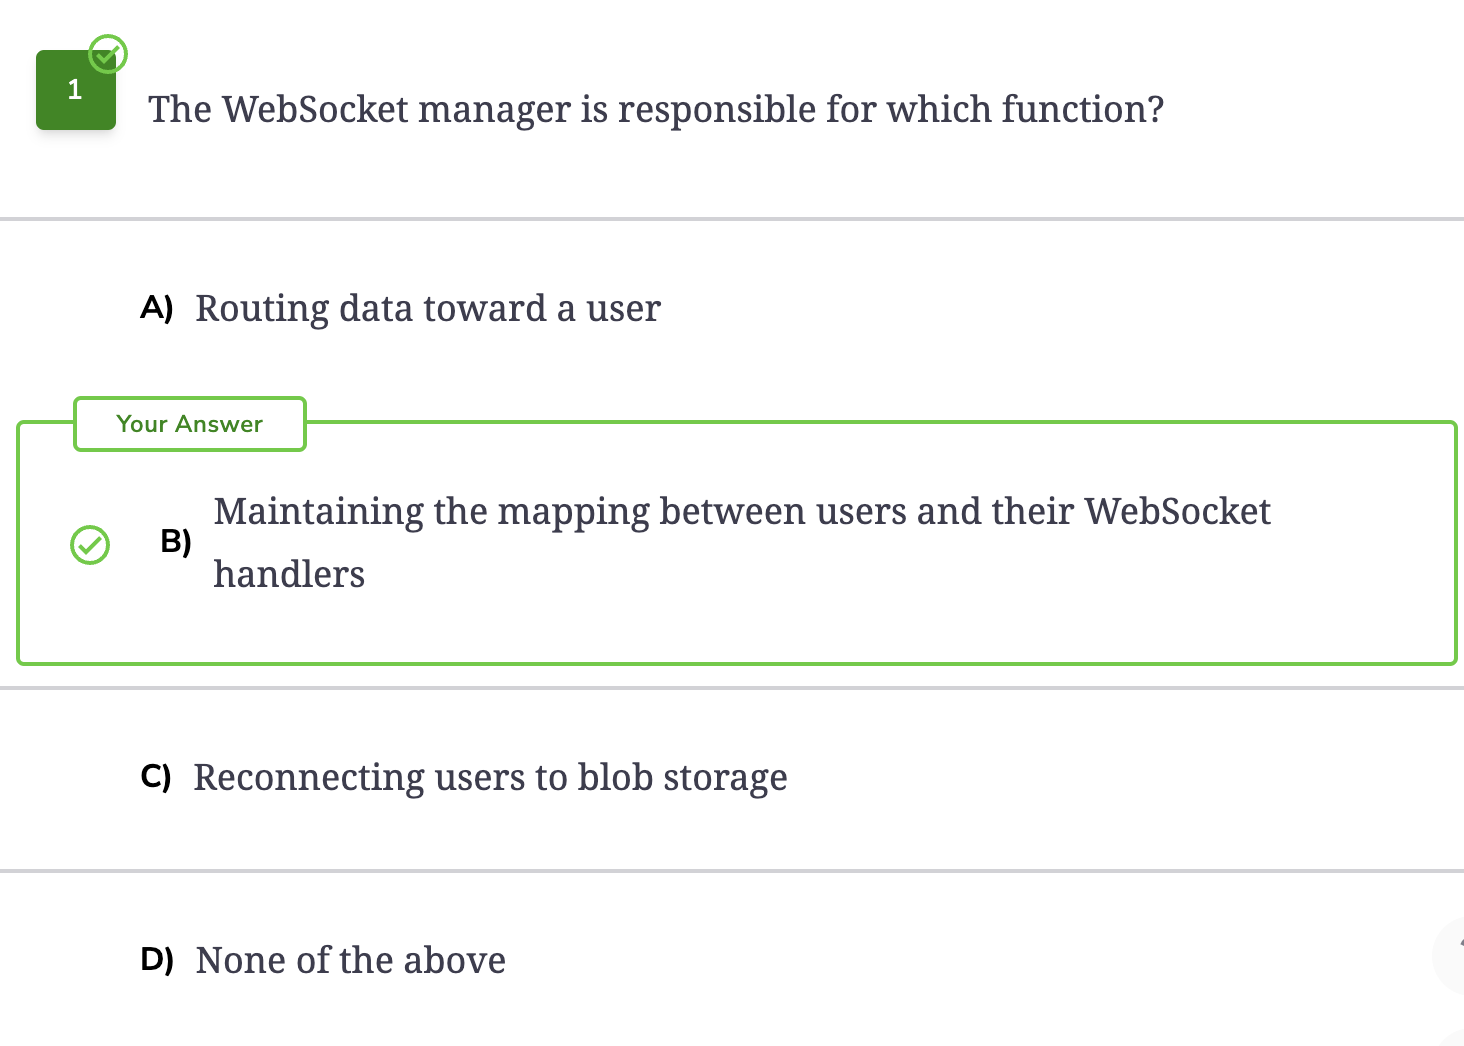 1
The WebSocket manager is responsible for which function?
A) Routing data toward a user
Your Answer
B) Maintaining the mapping between users and their WebSocket
handlers
C) Reconnecting users to blob storage
D) None of the above